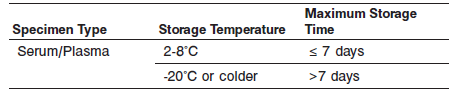 Maximum Storage
Specimen Type Storage Temperature Time
Serum/Plasma 2-8˚C ≤ 7 days
-20˚C or colder >7 days